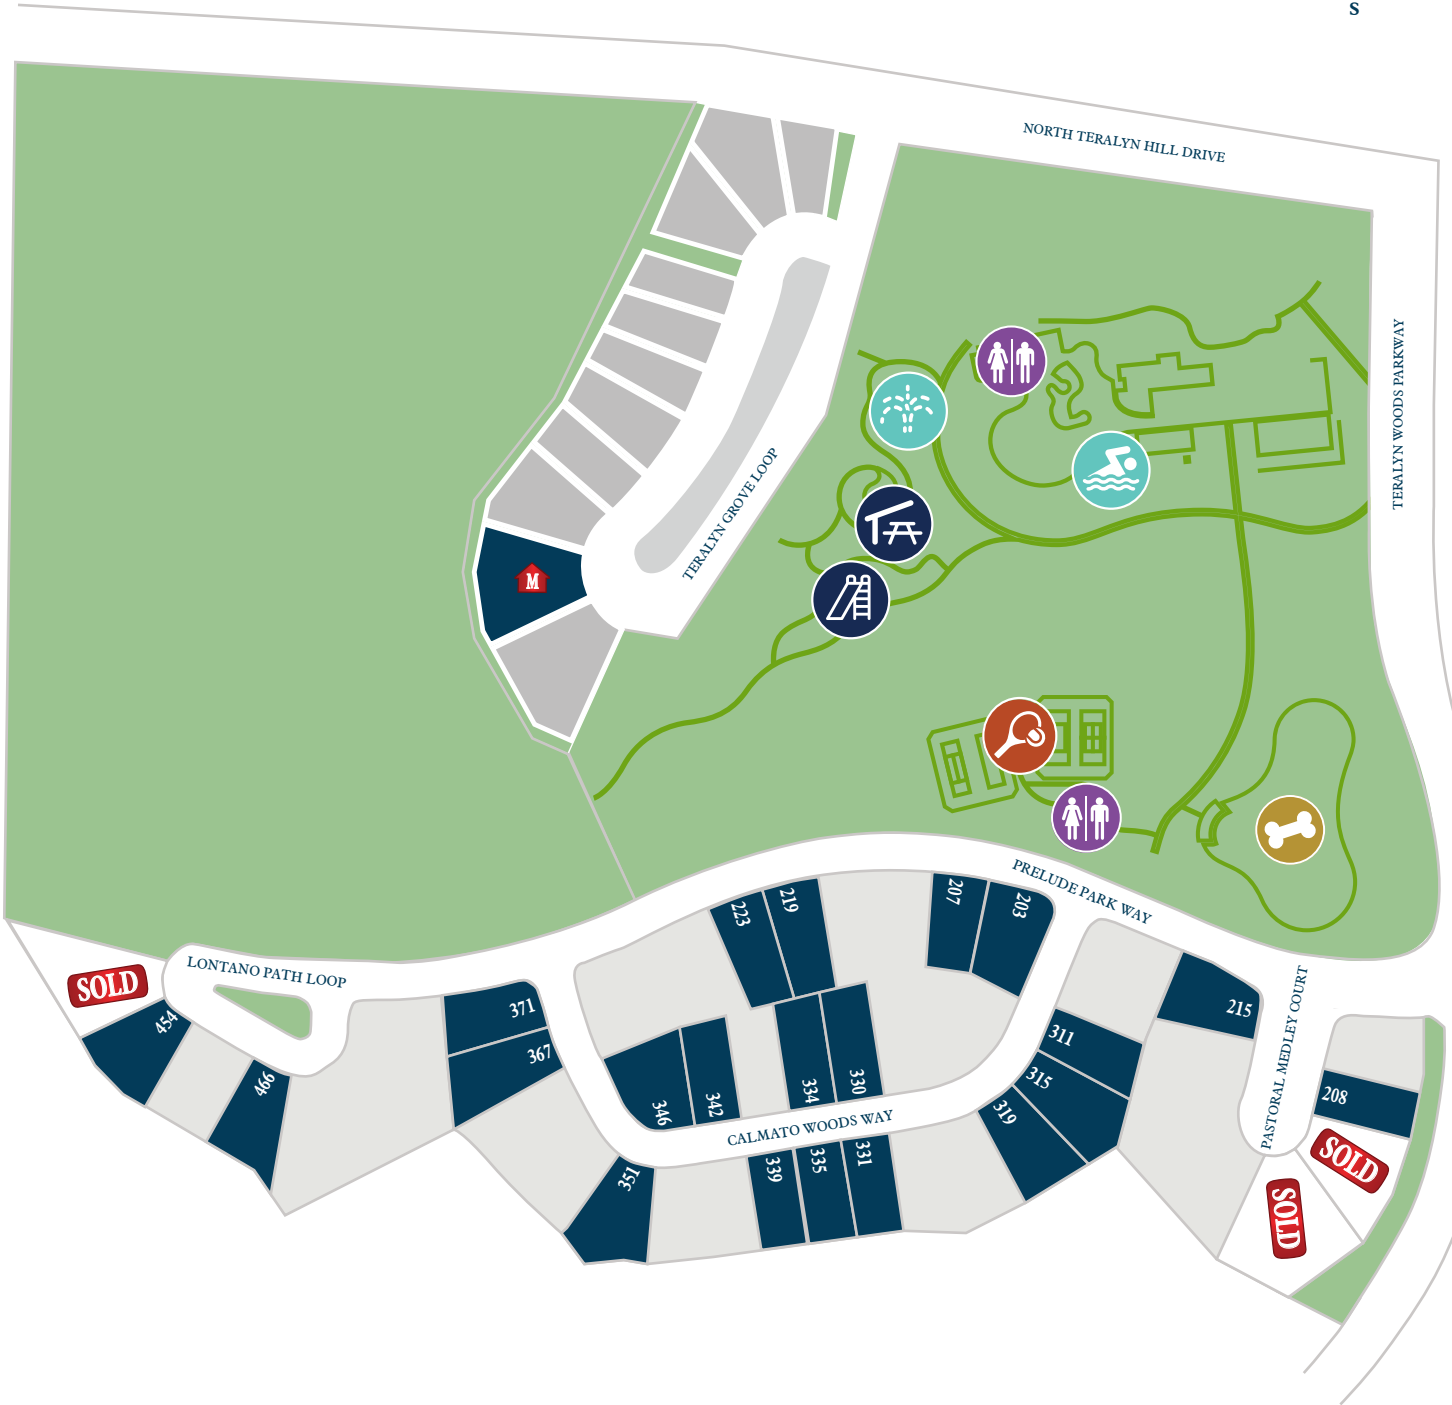 S
NORTH TERALYN HILL DRIVE
TERALYN WOODS PARKWAY
TERALYN GROVE LOOP
M
PRELUDE PARK WAY
207
203
219
223
LONTANO PATH LOOP
SOLD
454
466
371
367
215
PASTORAL MEDLEY COURT
311
315
319
208
SOLD
SOLD
346
342
334
330
CALMATO WOODS WAY
351
339
335
331